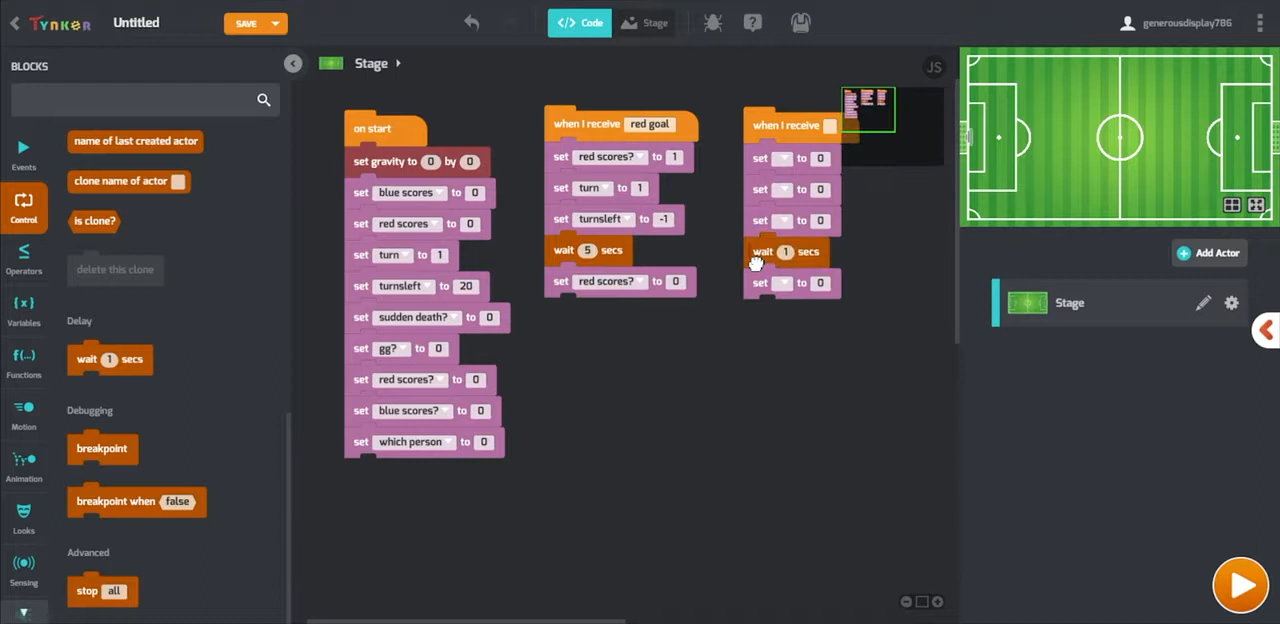 TYNKER
Untitled
SAVE
</> Code
Stage
generousdisplay786
BLOCKS
Events
Control
Operators
{x}
Variables
f(...)
Functions
Motion
Animation
Looks
Sensing
name of last created actor
clone name of actor
is clone?
delete this clone
Delay
wait 1 secs
Debugging
breakpoint
breakpoint when false
Advanced
stop all
Stage
JS
on start
set gravity to 0 by 0
set blue scores to 0
set red scores to 0
set turn to 1
set turnsleft to 20
set sudden death? to 0
set gg? to 0
set red scores? to 0
set blue scores? to 0
set which person to 0
when I receive red goal
set red scores? to 1
set turn to 1
set turnsleft to -1
wait 5 secs
set red scores? to 0
when I receive
set to 0
set to 0
set to 0
wait 1 secs
set to 0
Add Actor
Stage